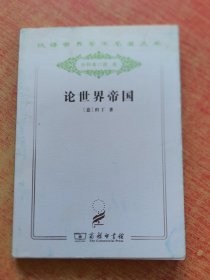 汉译世界学术名著丛书
论世界帝国
〔意〕但丁 著
商务印书馆